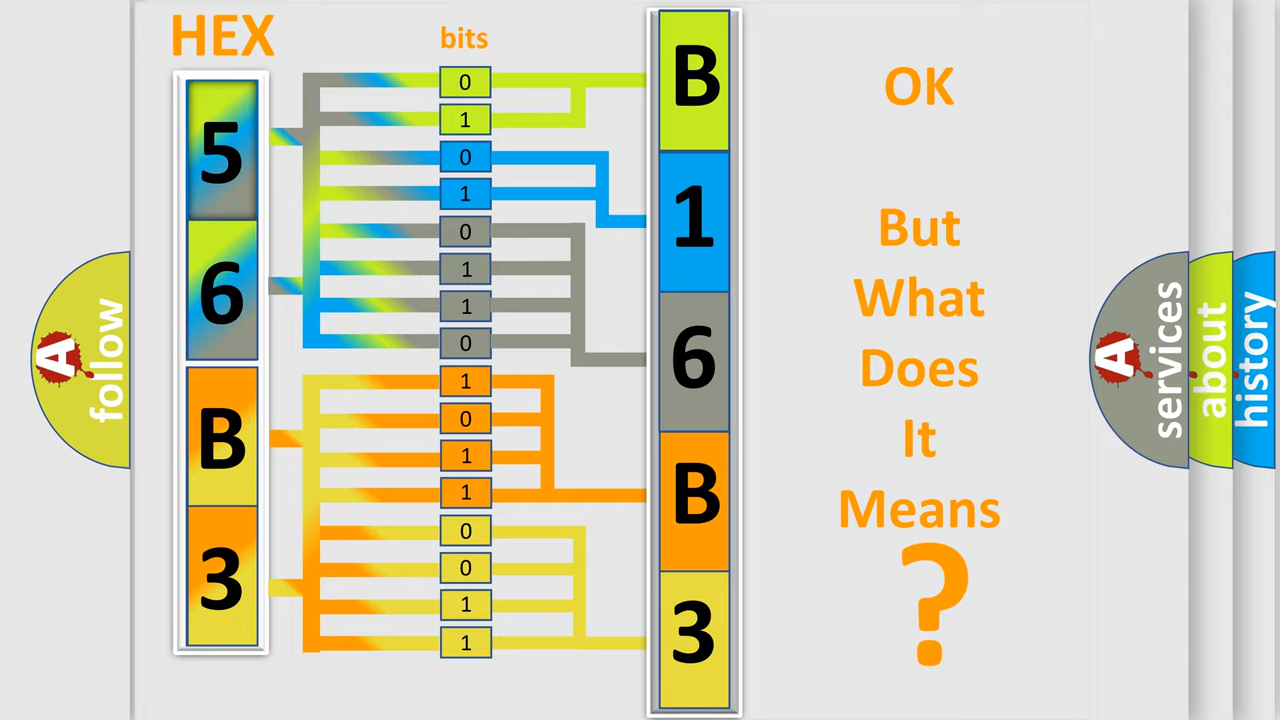 HEX
bits
5
6
B
3
0
1
0
1
0
1
1
0
1
0
1
1
0
0
1
1
B
1
6
B
3
OK
But
What
Does
It
Means
?
A
follow
A
services
about
history